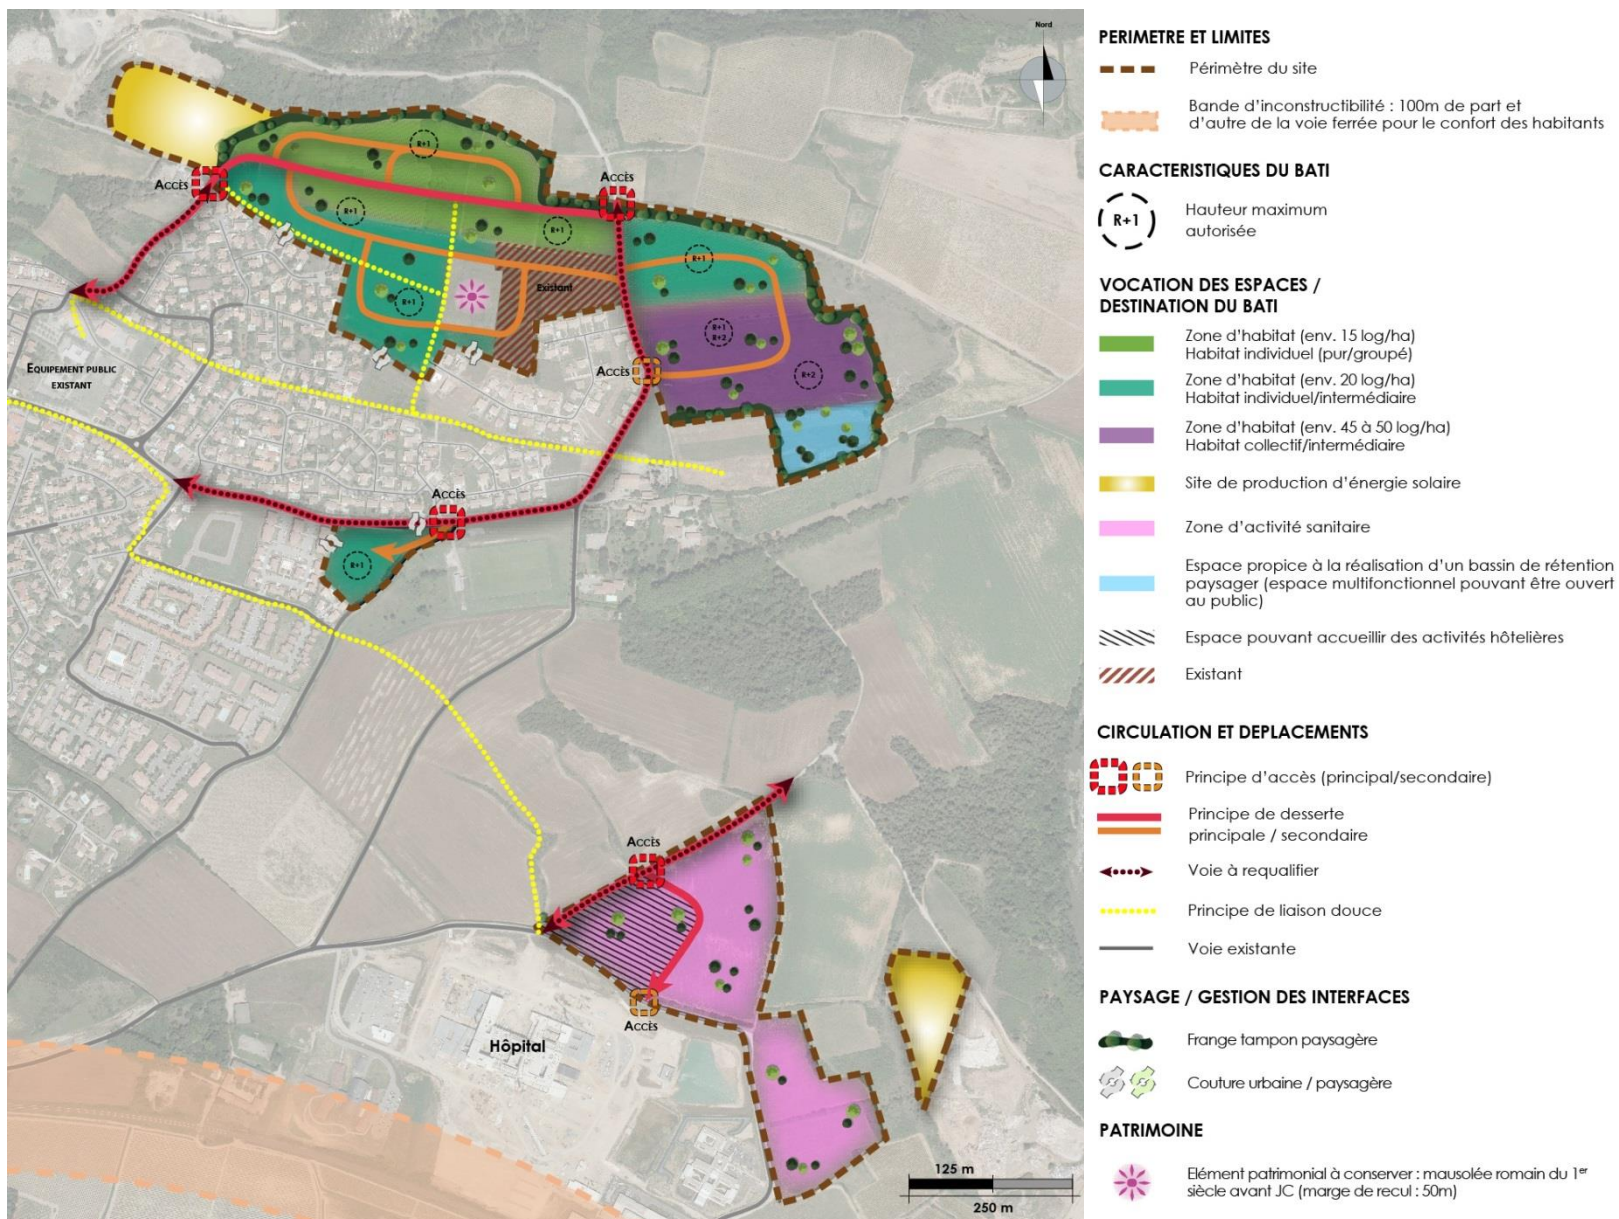 Nord
Accès
Accès
R+1
R+1
R+1
R+1
R+1
Existant
R+1
R+2
R+2
Accès
EQUIPEMENT PUBLIC
EXISTANT
Accès
R+1
Accès
Accès
Hôpital
125 m
250 m
PERIMETRE ET LIMITES
Périmètre du site
Bande d'inconstructibilité : 100m de part et
d'autre de la voie ferrée pour le confort des habitants
CARACTERISTIQUES DU BATI
R+1
Hauteur maximum
autorisée
VOCATION DES ESPACES /
DESTINATION DU BATI
Zone d'habitat (env. 15 log/ha)
Habitat individuel (pur/groupé)
Zone d'habitat (env. 20 log/ha)
Habitat individuel/intermédiaire
Zone d'habitat (env. 45 à 50 log/ha)
Habitat collectif/intermédiaire
Site de production d'énergie solaire
Zone d'activité sanitaire
Espace propice à la réalisation d'un bassin de rétention
paysager (espace multifonctionnel pouvant être ouvert
au public)
Espace pouvant accueillir des activités hôtelières
Existant
CIRCULATION ET DEPLACEMENTS
Principe d'accès (principal/secondaire)
Principe de desserte
principale / secondaire
Voie à requalifier
Principe de liaison douce
Voie existante
PAYSAGE / GESTION DES INTERFACES
Frange tampon paysagère
Couture urbaine / paysagère
PATRIMOINE
Elément patrimonial à conserver : mausolée romain du 1er
siècle avant JC (marge de recul : 50m)